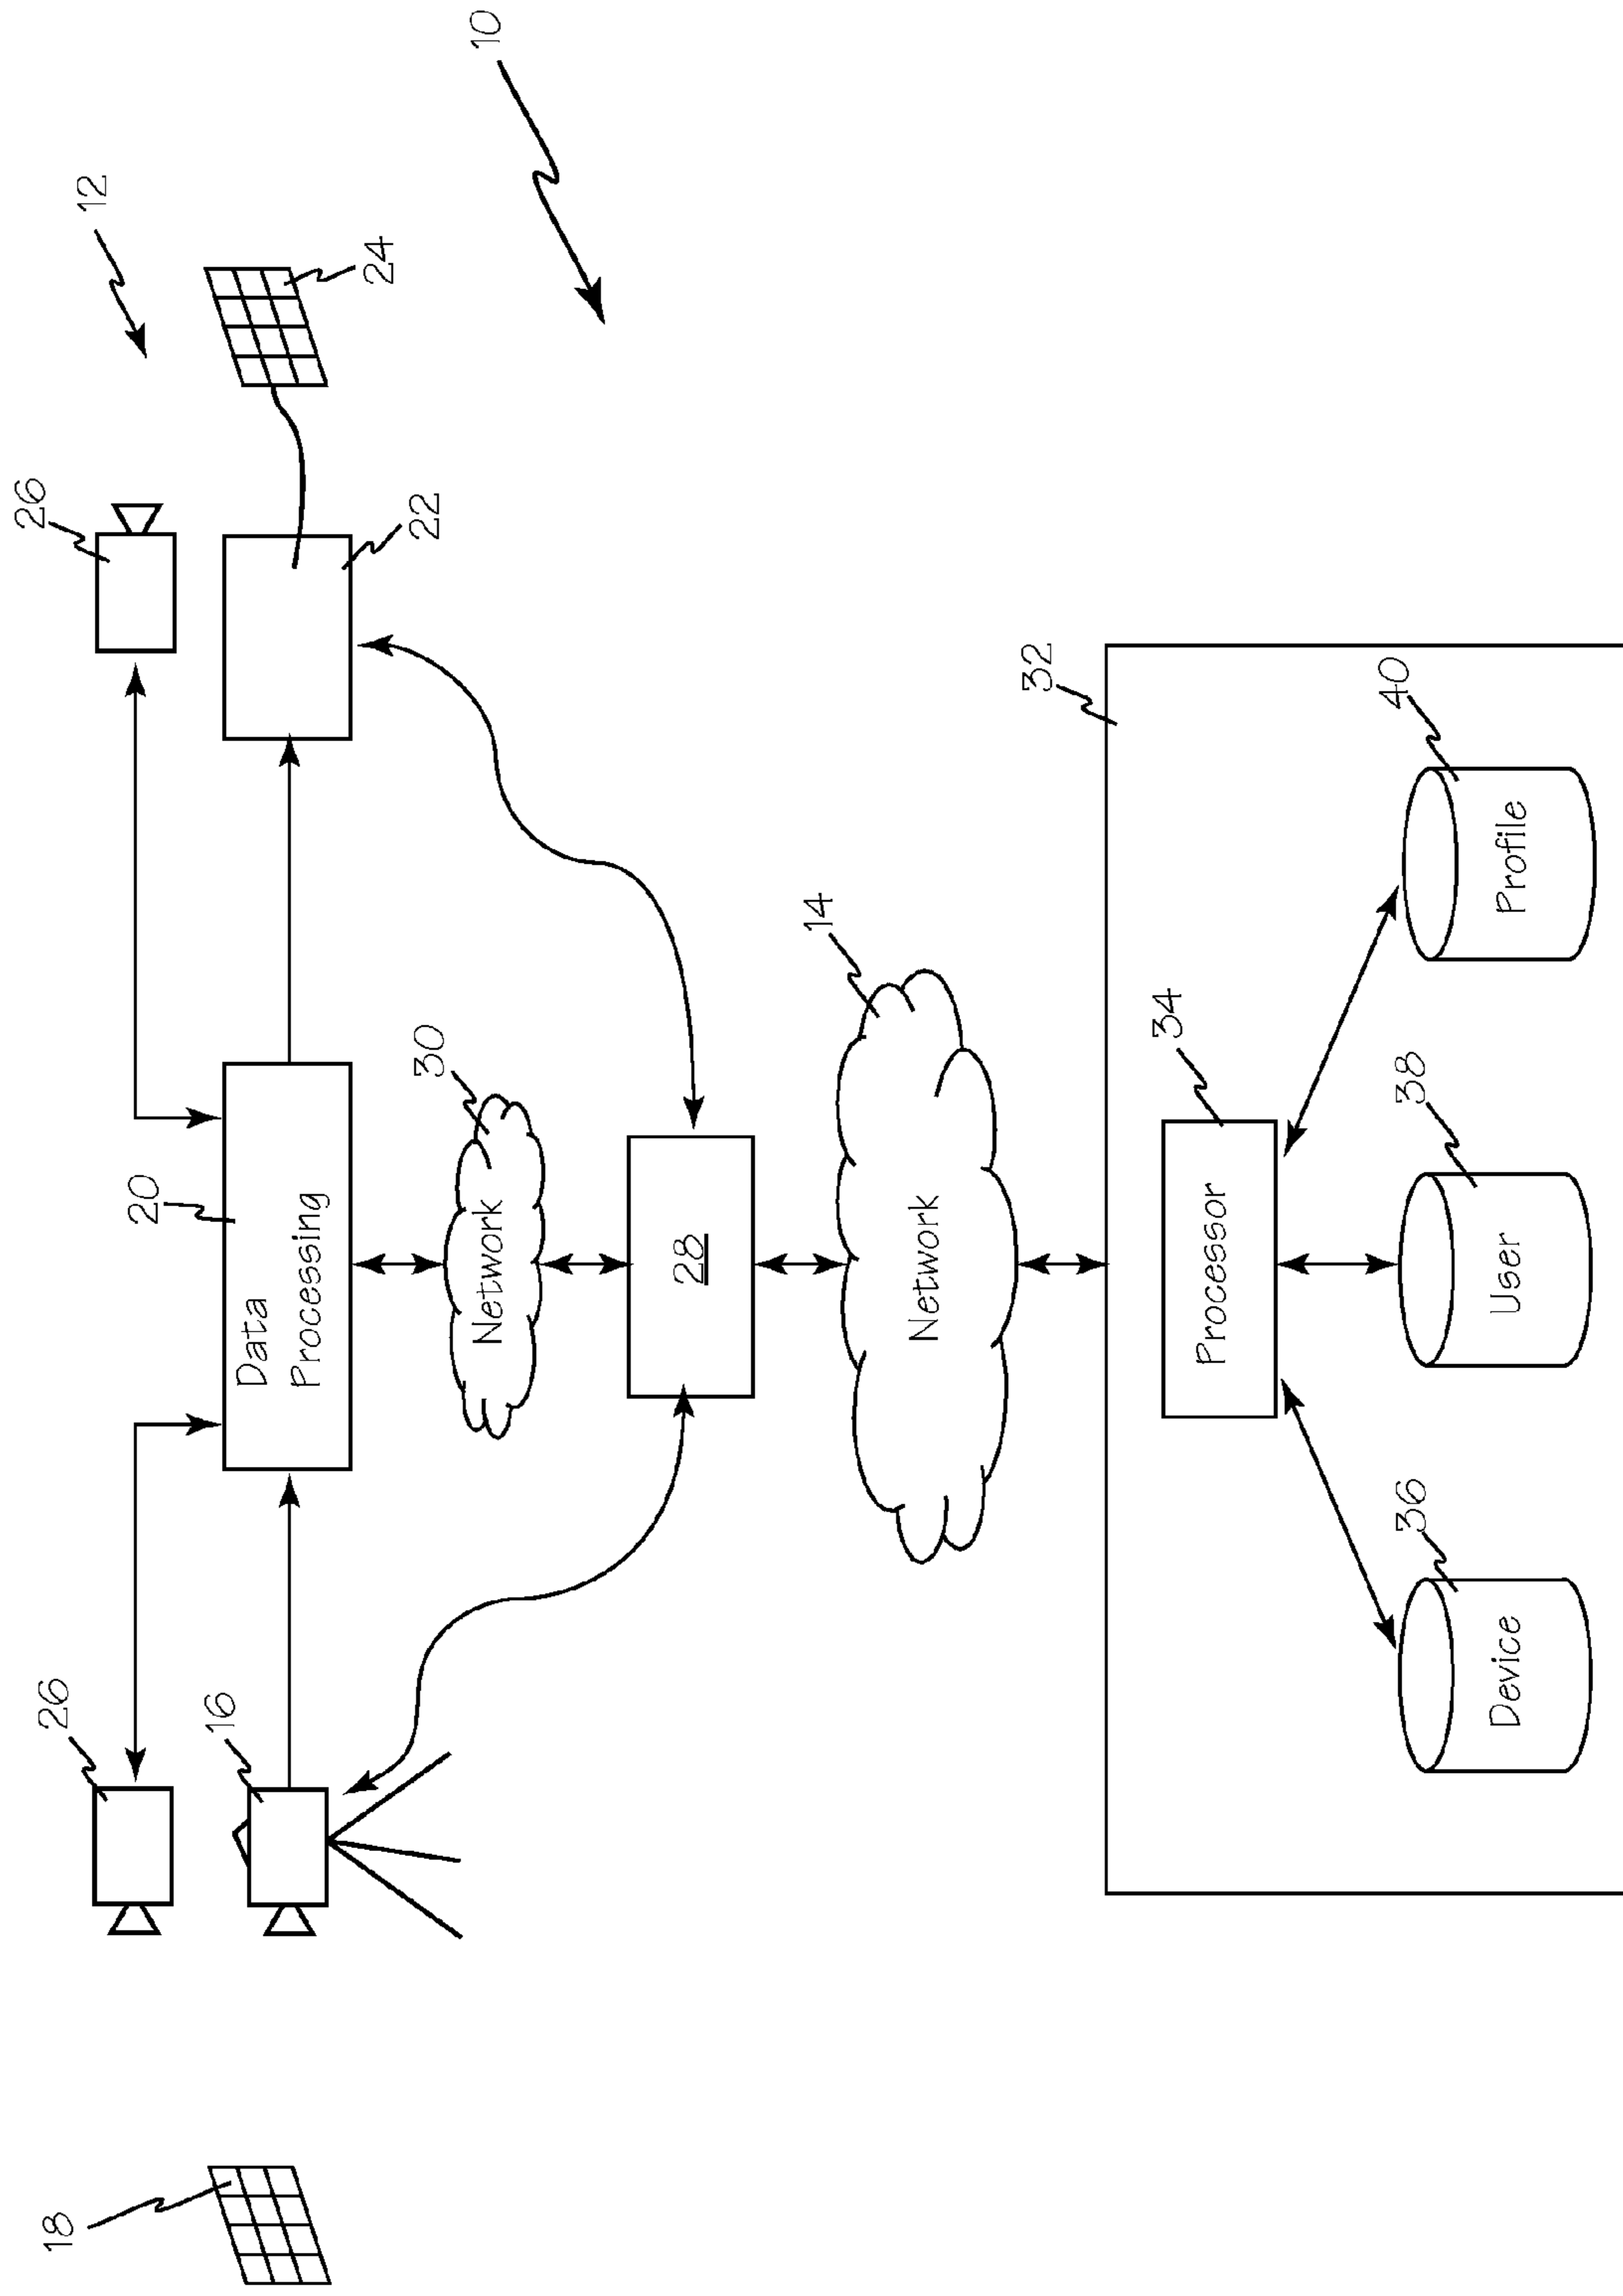 18
26
26
12
20
16
Data
Processing
24
22
30
10
Network
28
14
Network
32
34
Processor
36
38
40
Device
User
Profile